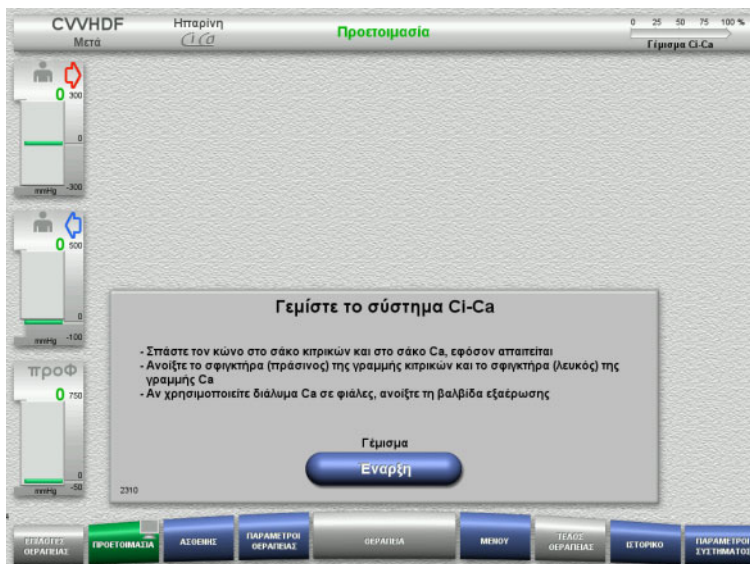 CVVHDF
Μετά
Ηπαρίνη
Ci Ca
Προετοιμασία
0 25 50 75 100 %
Γέμισμα Ci-Ca
0 300
0
mmHg -300
0 500
0
mmHg -100
προΦ
0 750
0
mmHg -50
Γεμίστε το σύστημα Ci-Ca
- Σπάστε τον κώνο στο σάκο κιτρικών και στο σάκο Ca, εφόσον απαιτείται
- Ανοίξτε το σφιγκτήρα (πράσινος) της γραμμής κιτρικών και το σφιγκτήρα (λευκός) της
γραμμής Ca
- Αν χρησιμοποιείτε διάλυμα Ca σε φιάλες, ανοίξτε τη βαλβίδα εξαέρωσης
Γέμισμα
Έναρξη
2310
ΕΠΙΛΟΓΕΣ
ΘΕΡΑΠΕΙΑΣ
ΠΡΟΕΤΟΙΜΑΣΙΑ
ΑΣΘΕΝΗΣ
ΠΑΡΑΜΕΤΡΟΙ
ΘΕΡΑΠΕΙΑΣ
ΘΕΡΑΠΕΙΑ
ΜΕΝΟΥ
ΤΕΛΟΣ
ΘΕΡΑΠΕΙΑΣ
ΙΣΤΟΡΙΚΟ
ΠΑΡΑΜΕΤΡΟΙ
ΣΥΣΤΗΜΑΤΟΣ